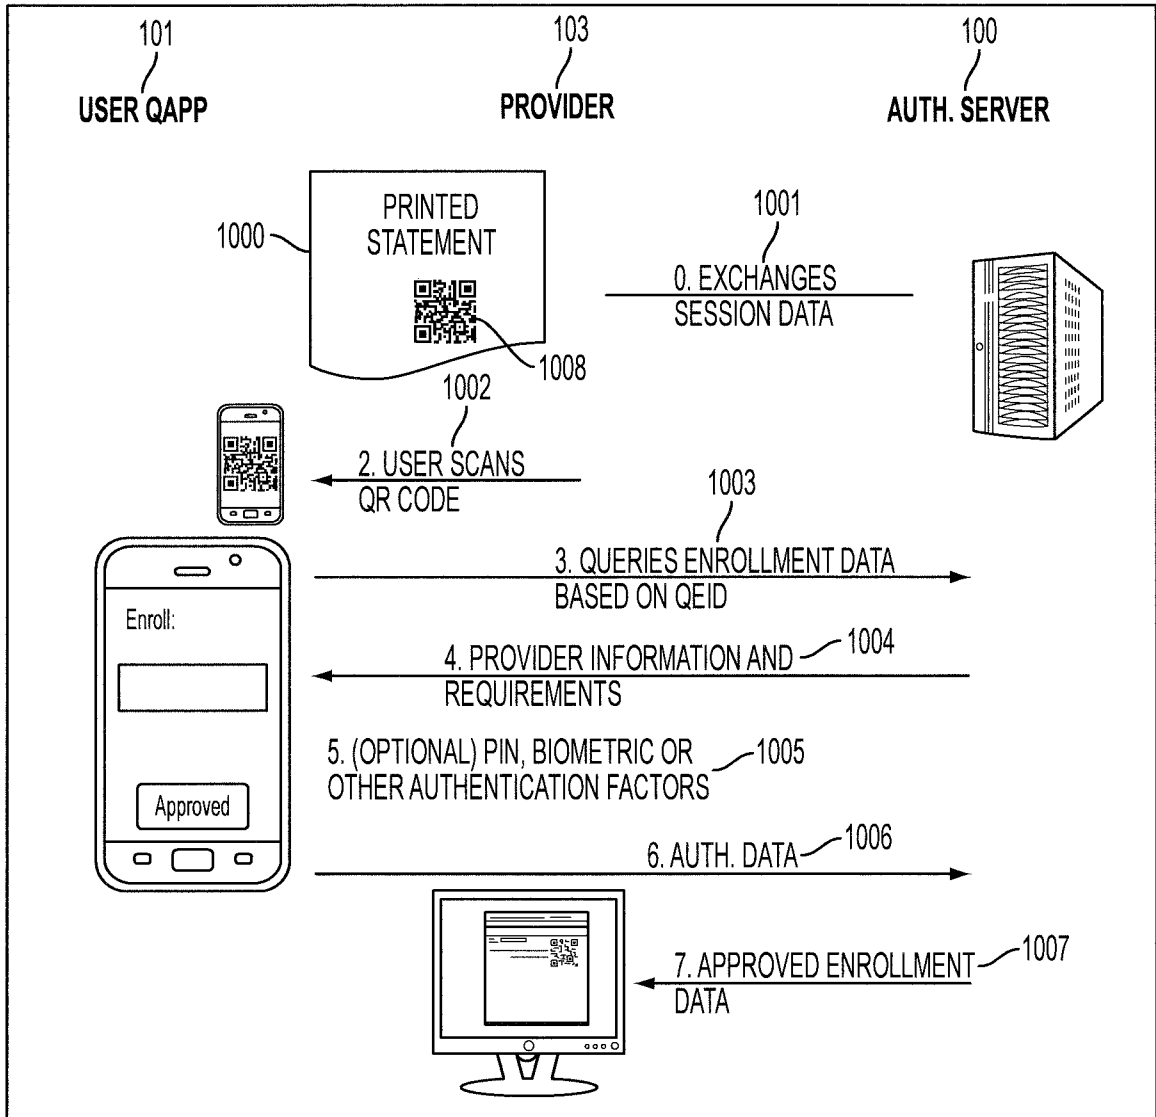 101
103
100
USER QAPP
PROVIDER
AUTH. SERVER
PRINTED
STATEMENT
1000
1001
0. EXCHANGES
SESSION DATA
1008
1002
2. USER SCANS
QR CODE
1003
3. QUERIES ENROLLMENT DATA
BASED ON QEID
Enroll:
1004
4. PROVIDER INFORMATION AND
REQUIREMENTS
5. (OPTIONAL) PIN, BIOMETRIC OR
OTHER AUTHENTICATION FACTORS
1005
Approved
1006
6. AUTH. DATA
7. APPROVED ENROLLMENT
DATA
1007